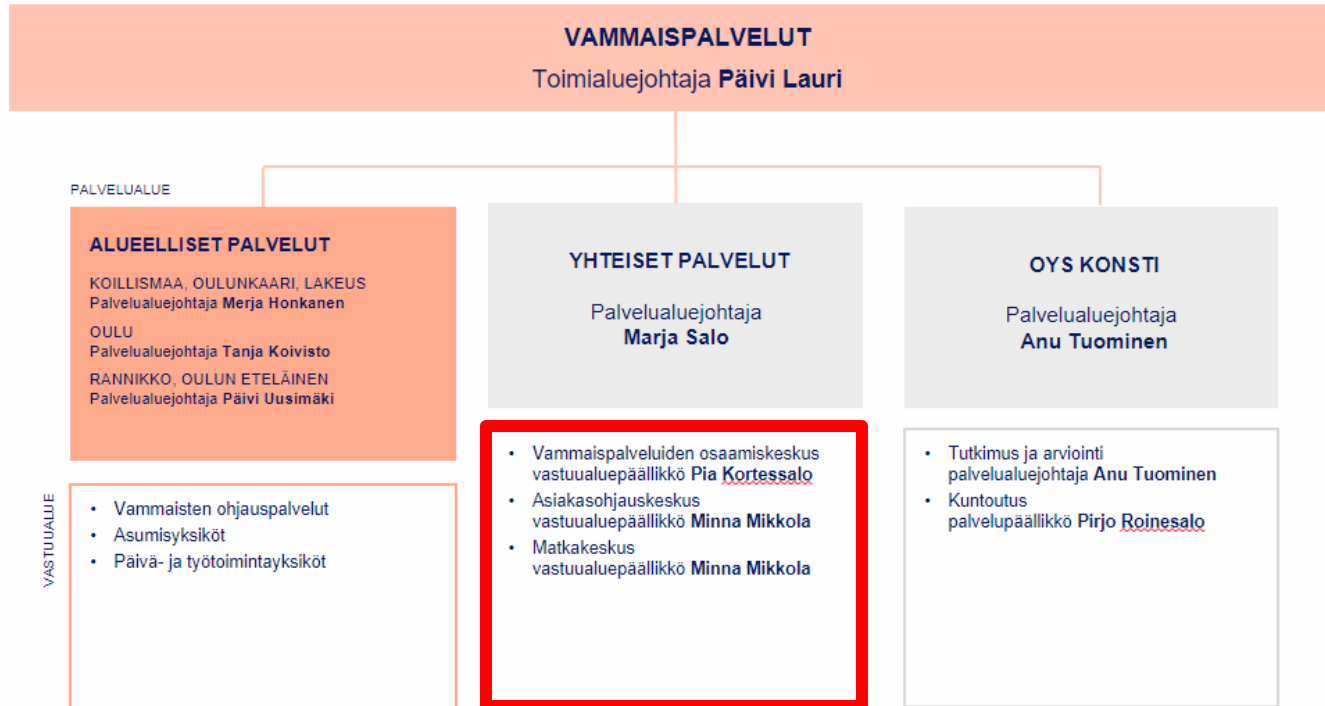 VAMMAISPALVELUT
Toimialuejohtaja Päivi Lauri
PALVELUALUE
ALUEELLISET PALVELUT
KOILLISMAA, OULUNKAARI, LAKEUS
Palvelualuejohtaja Merja Honkanen
OULU
Palvelualuejohtaja Tanja Koivisto
RANNIKKO, OULUN ETELÄINEN
Palvelualuejohtaja Päivi Uusimäki
YHTEISET PALVELUT
Palvelualuejohtaja
Marja Salo
OYS KONSTI
Palvelualuejohtaja
Anu Tuominen
VASTUUALUE
• Vammaisten ohjauspalvelut
• Asumisyksiköt
• Päivä- ja työtoimintayksiköt
• Vammaispalveluiden osaamiskeskus
vastuualuepäällikkö Pia Kortessalo
• Asiakasohjauskeskus
vastuualuepäällikkö Minna Mikkola
• Matkakeskus
vastuualuepäällikkö Minna Mikkola
• Tutkimus ja arviointi
palvelualuejohtaja Anu Tuominen
• Kuntoutus
palvelupäällikkö Pirjo Roinesalo